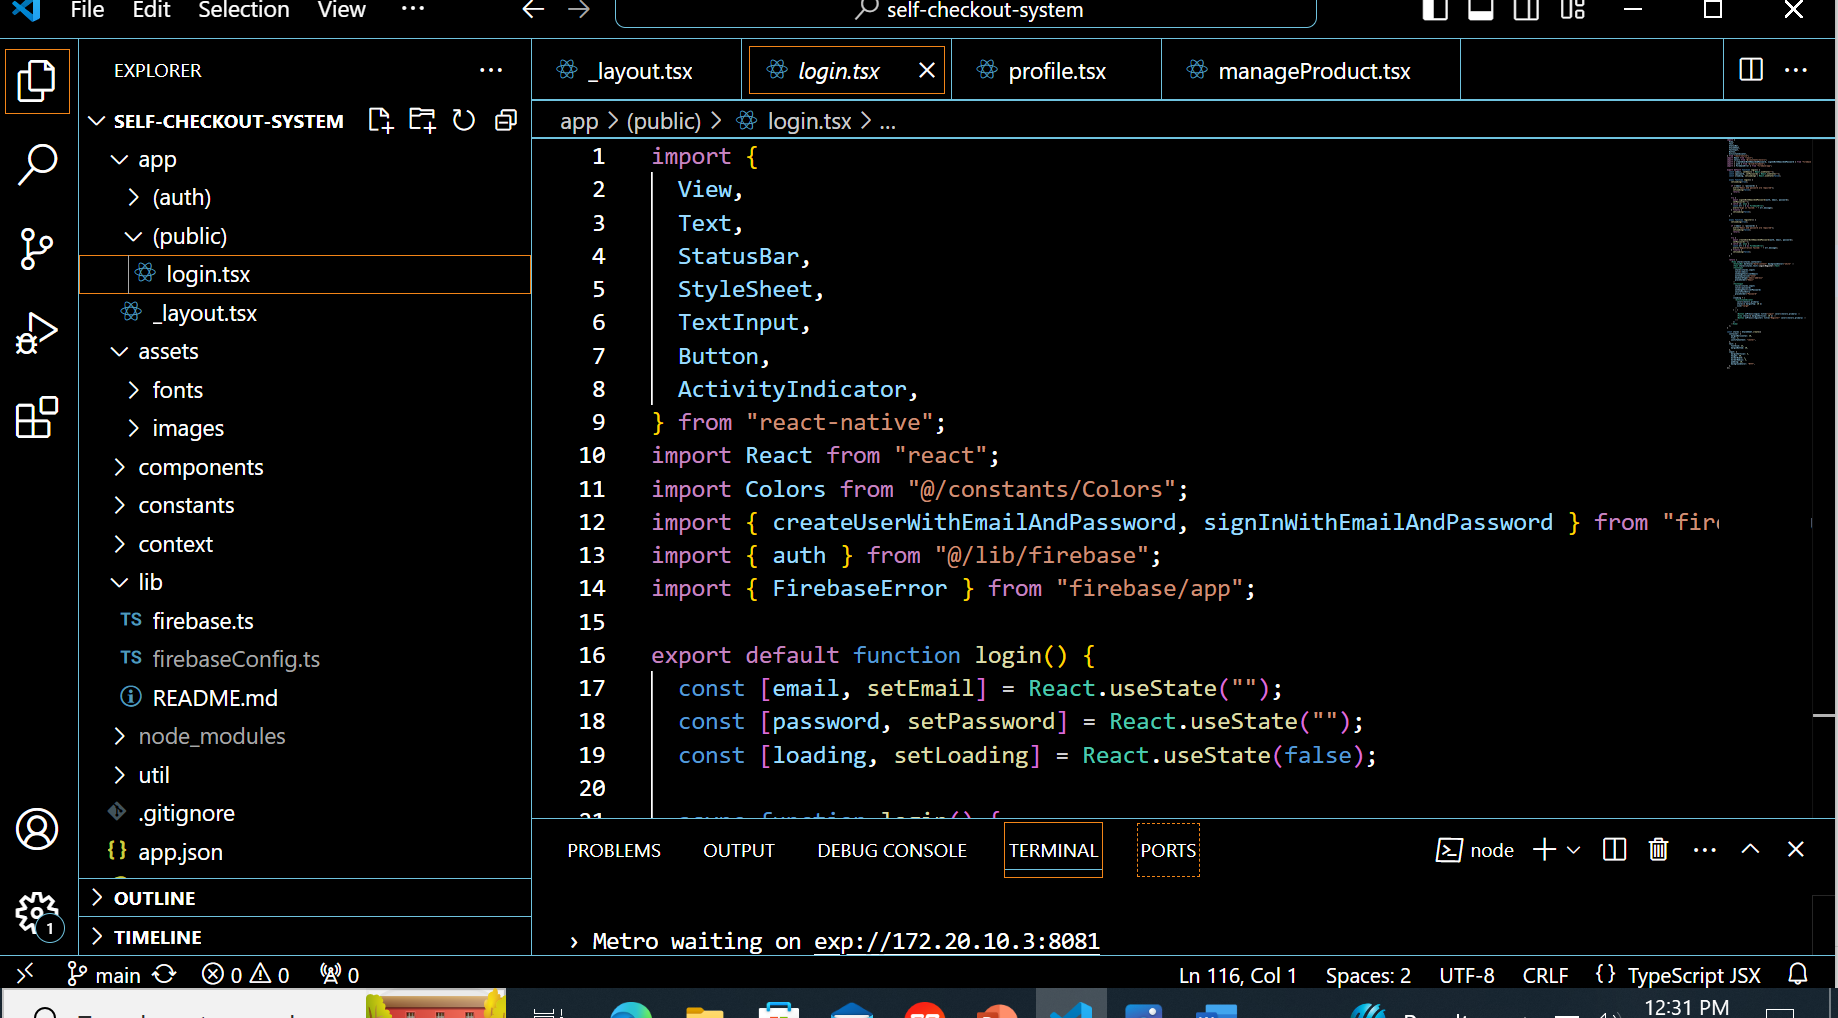 File Edit Selection View ···
self-checkout-system
EXPLORER ···
SELF-CHECKOUT-SYSTEM
app
(auth)
(public)
login.tsx
_layout.tsx
assets
fonts
images
components
constants
context
lib
TS firebase.ts
TS firebaseConfig.ts
README.md
node_modules
util
.gitignore
{} app.json
OUTLINE
TIMELINE
1
_layout.tsx login.tsx profile.tsx manageProduct.tsx ···
app > (public) > login.tsx > ...
1 import {
2 View,
3 Text,
4 StatusBar,
5 StyleSheet,
6 TextInput,
7 Button,
8 ActivityIndicator,
9 } from "react-native";
10 import React from "react";
11 import Colors from "@/constants/Colors";
12 import { createUserWithEmailAndPassword, signInWithEmailAndPassword } from "fire
13 import { auth } from "@/lib/firebase";
14 import { FirebaseError } from "firebase/app";
15
16 export default function login() {
17 const [email, setEmail] = React.useState("");
18 const [password, setPassword] = React.useState("");
19 const [loading, setLoading] = React.useState(false);
20
21 async function login() {
PROBLEMS OUTPUT DEBUG CONSOLE TERMINAL PORTS node ···
› Metro waiting on exp://172.20.10.3:8081
main 0 0 0 Ln 116, Col 1 Spaces: 2 UTF-8 CRLF {} TypeScript JSX
12:31 PM